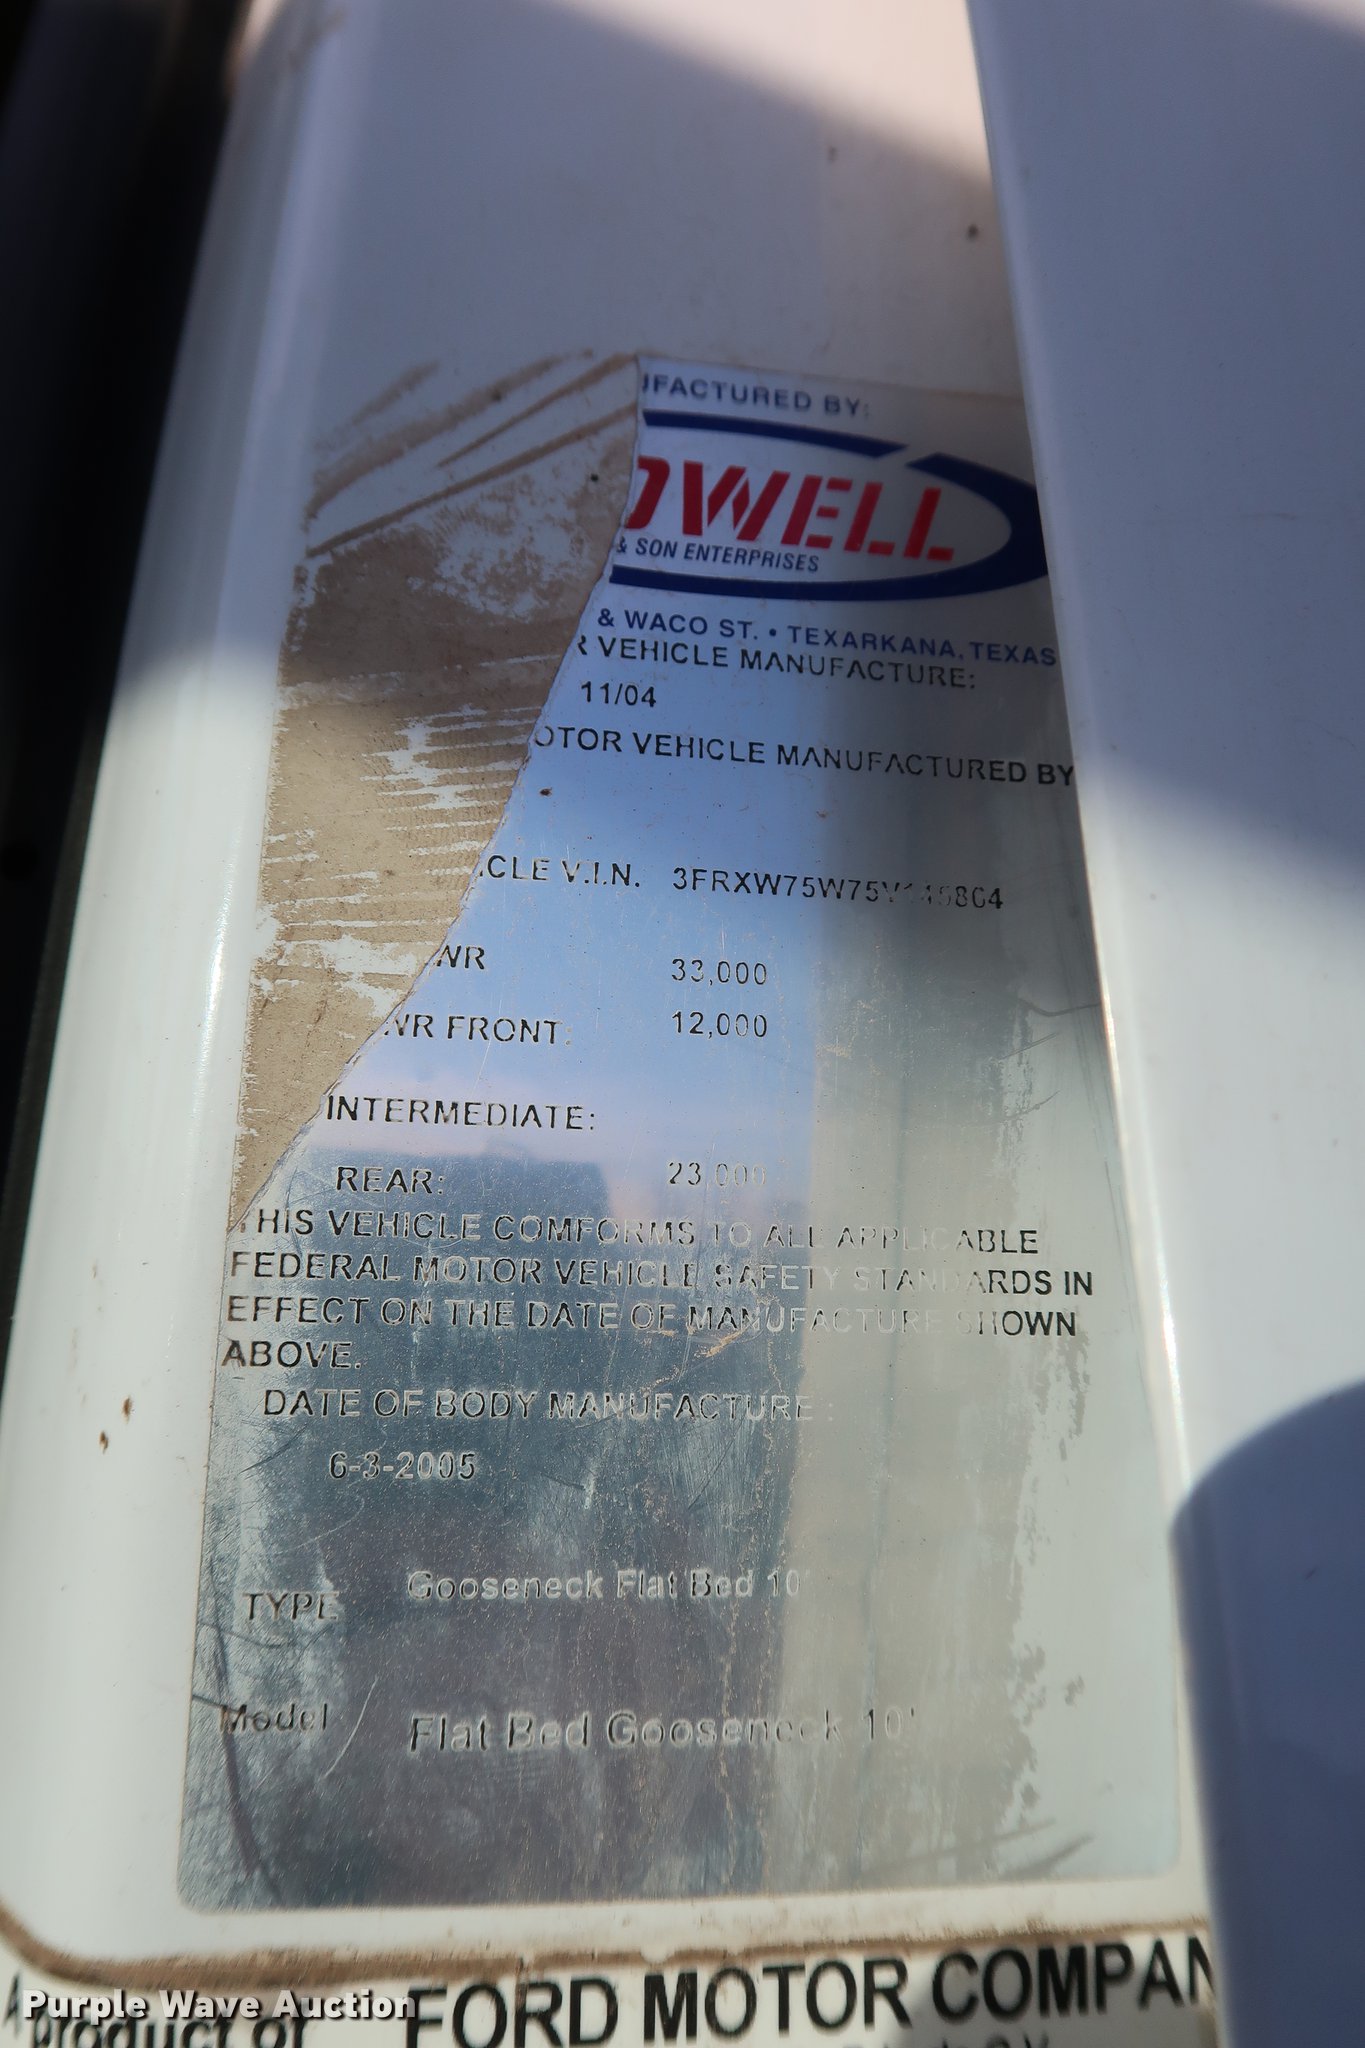 UFACTURED BY:
OWELL
& SON ENTERPRISES
& WACO ST. • TEXARKANA, TEXAS
R VEHICLE MANUFACTURE:
11/04
OTOR VEHICLE MANUFACTURED BY
ICLE V.I.N.
WR 33,000
WR FRONT: 12,000
INTERMEDIATE:
REAR: 23,000
THIS VEHICLE COMFORMS TO ALL APPLICABLE
FEDERAL MOTOR VEHICLE SAFETY STANDARDS IN
EFFECT ON THE DATE OF MANUFACTURE SHOWN
ABOVE.
DATE OF BODY MANUFACTURE :
6-3-2005
TYPE Gooseneck Flat Bed 10'
Model Flat Bed Gooseneck 10'
FORD MOTOR COMPAN
Purple Wave Auction
product of